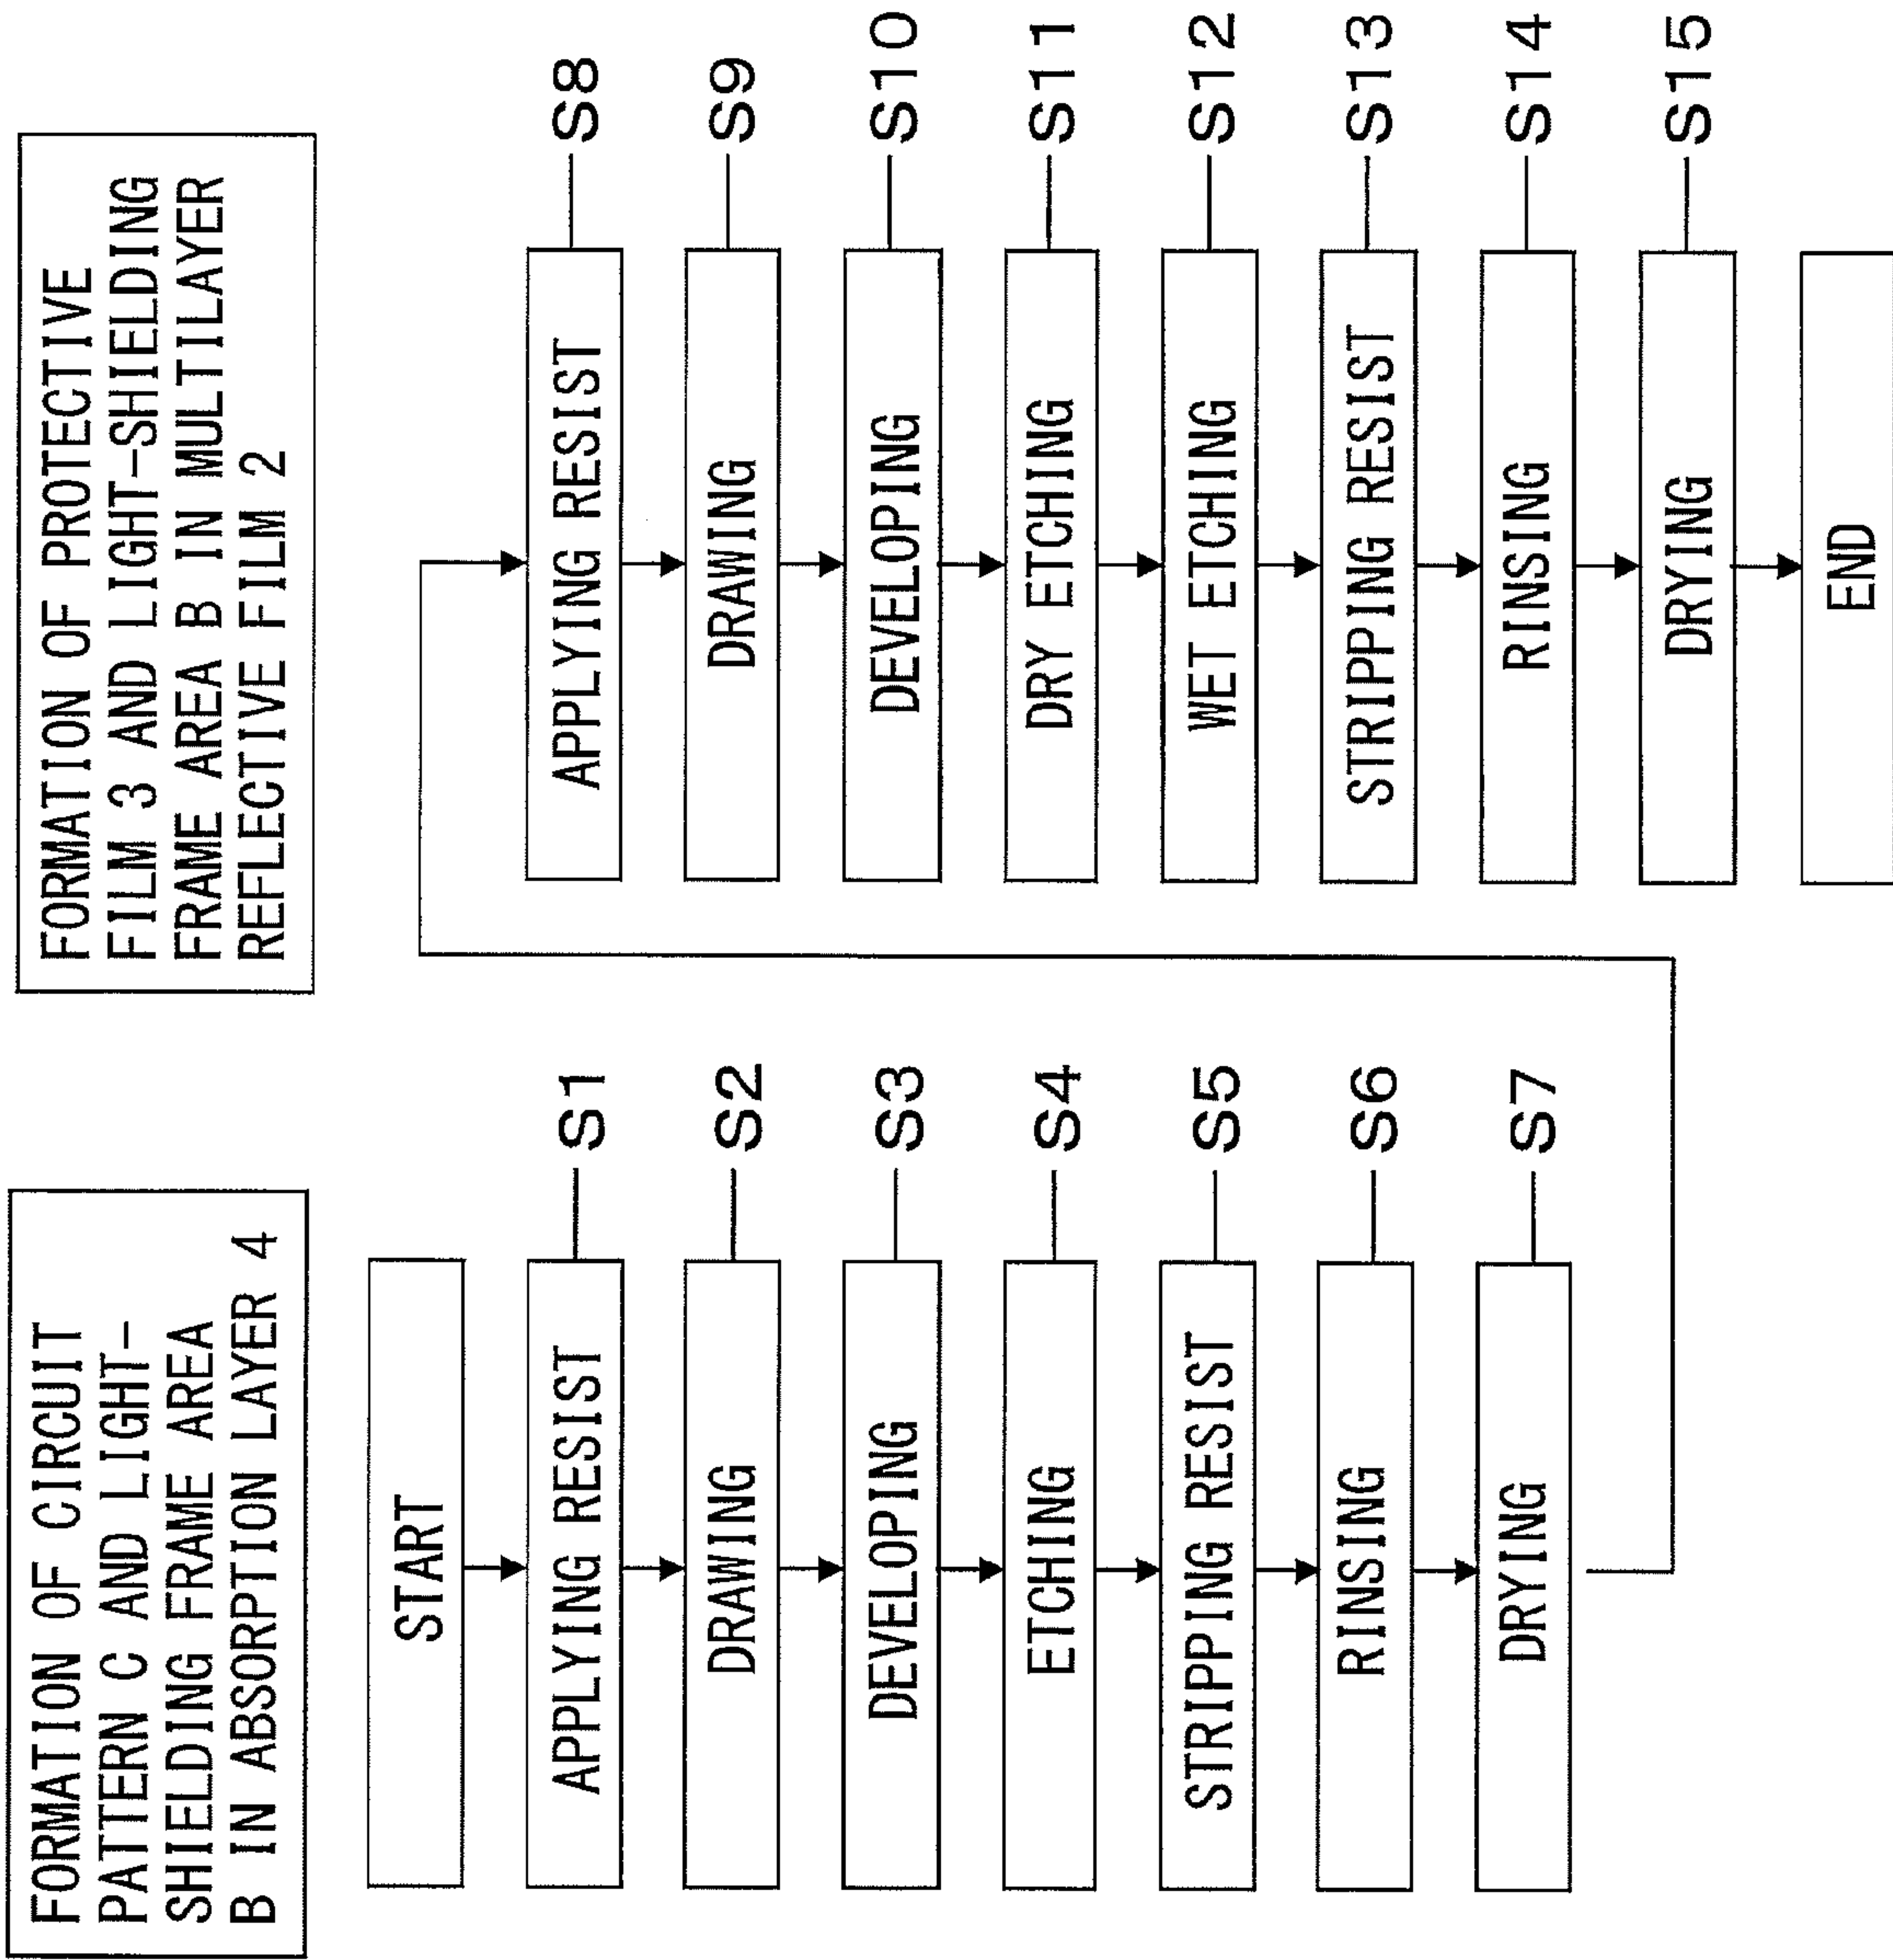 FORMATION OF CIRCUIT
PATTERN C AND LIGHT-
SHIELDING FRAME AREA
B IN ABSORPTION LAYER 4
START
APPLYING RESIST
S1
DRAWING
S2
DEVELOPING
S3
ETCHING
S4
STRIPPING RESIST
S5
RINSING
S6
DRYING
S7
FORMATION OF PROTECTIVE
FILM 3 AND LIGHT-SHIELDING
FRAME AREA B IN MULTILAYER
REFLECTIVE FILM 2
APPLYING RESIST
S8
DRAWING
S9
DEVELOPING
S10
DRY ETCHING
S11
WET ETCHING
S12
STRIPPING RESIST
S13
RINSING
S14
DRYING
S15
END